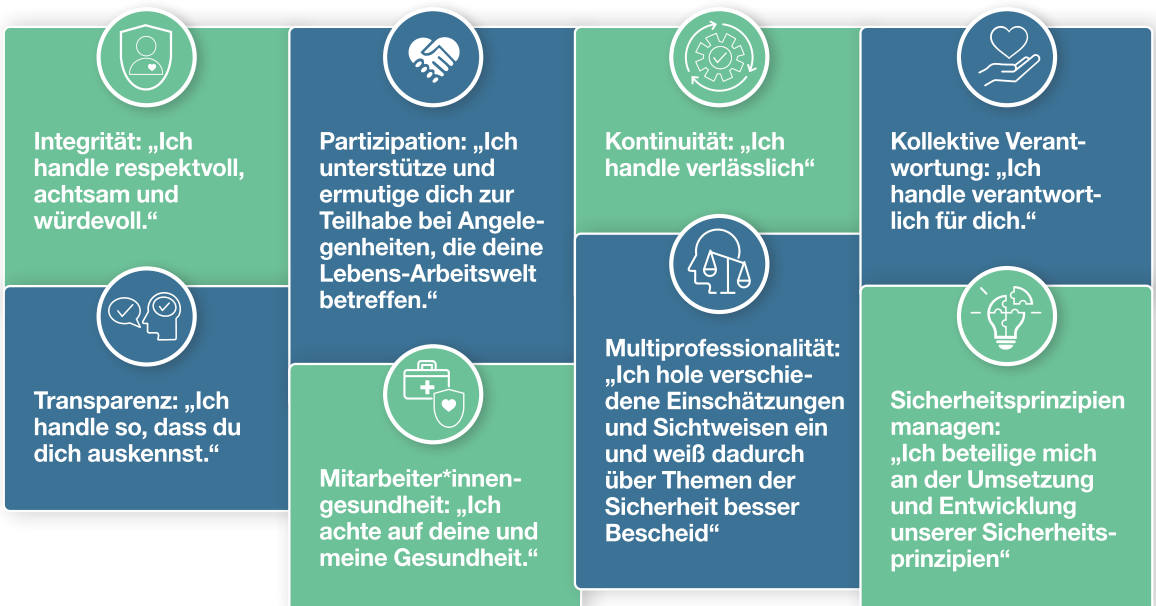 Integrität: „Ich
handle respektvoll,
achtsam und
würdevoll.“
Transparenz: „Ich
handle so, dass du
dich auskennst.“
Partizipation: „Ich
unterstütze und
ermutige dich zur
Teilhabe bei Angele-
genheiten, die deine
Lebens-Arbeitswelt
betreffen.“
Mitarbeiter*innen-
gesundheit: „Ich
achte auf deine und
meine Gesundheit.“
Kontinuität: „Ich
handle verlässlich“
Multiprofessionalität:
„Ich hole verschie-
dene Einschätzungen
und Sichtweisen ein
und weiß dadurch
über Themen der
Sicherheit besser
Bescheid“
Kollektive Verant-
wortung: „Ich
handle verantwort-
lich für dich.“
Sicherheitsprinzipien
managen:
„Ich beteilige mich
an der Umsetzung
und Entwicklung
unserer Sicherheits-
prinzipien“